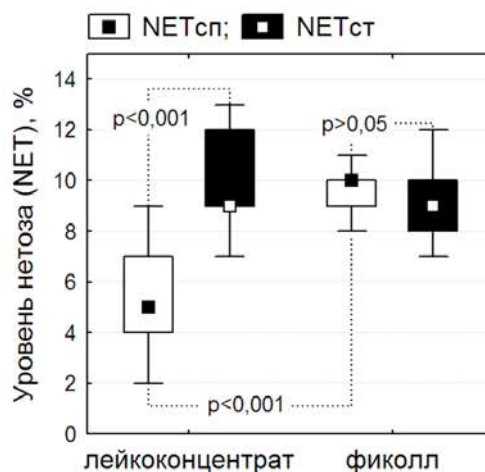 NETсп; NETст
Уровень нетоза (NET), %
14
12
10
8
6
4
2
0
p<0,001
p>0,05
p<0,001
лейкоконцентрат фиколл